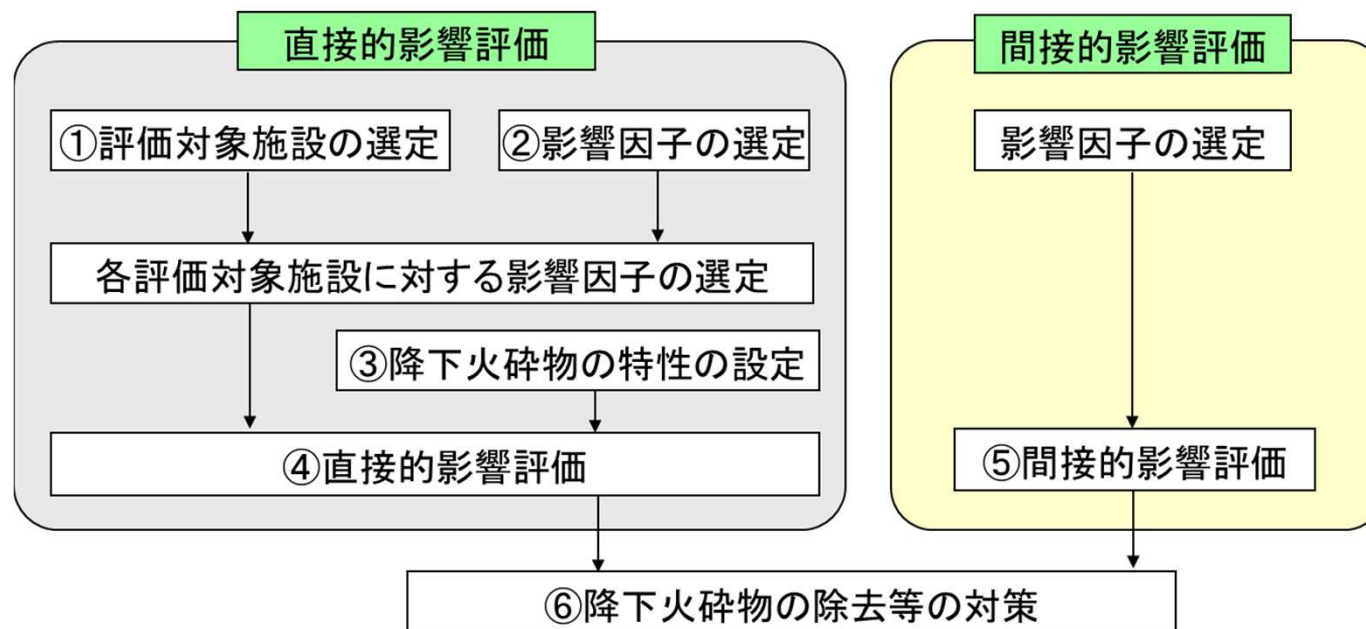 直接的影響評価
①評価対象施設の選定
②影響因子の選定
各評価対象施設に対する影響因子の選定
③降下火砕物の特性の設定
④直接的影響評価
間接的影響評価
影響因子の選定
⑤間接的影響評価
⑥降下火砕物の除去等の対策